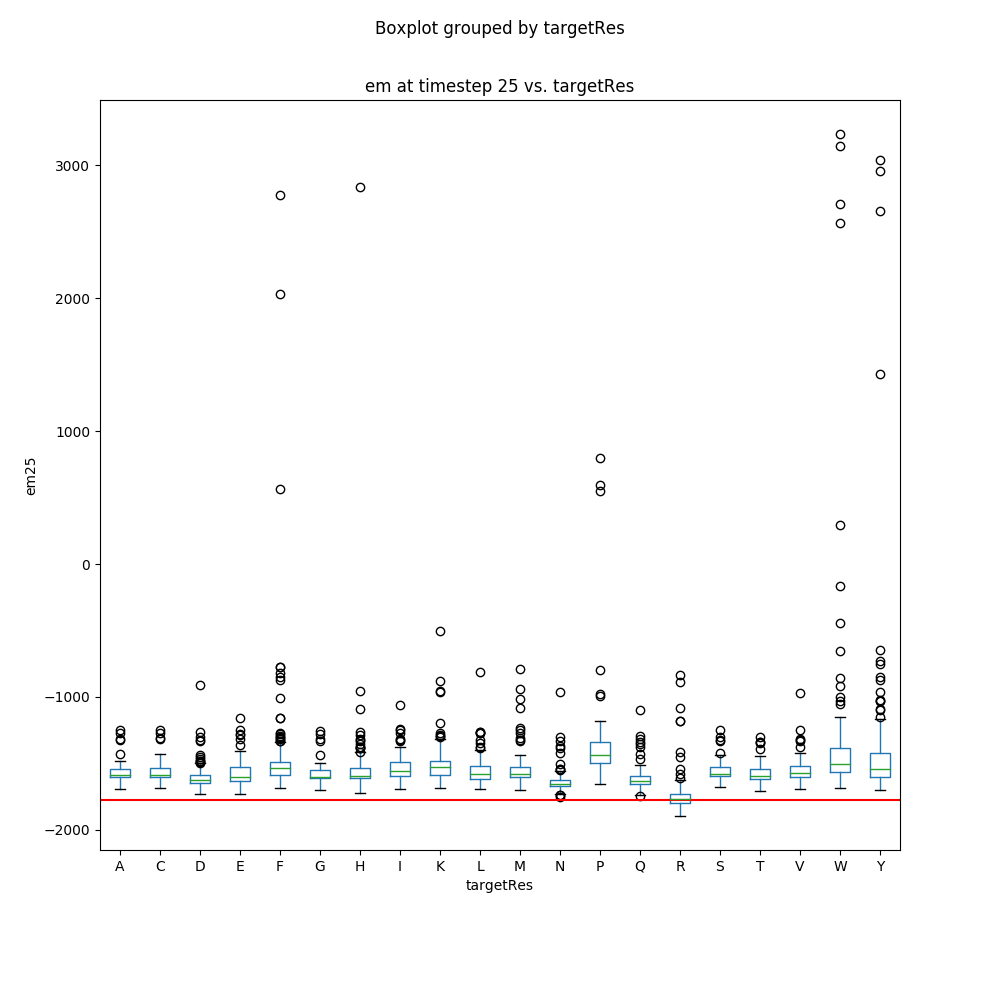 Boxplot grouped by targetRes
em at timestep 25 vs. targetRes
3000
2000
1000
0
−1000
−2000
em25
A C D E F G H I K L M N P Q R S T V W Y
targetRes